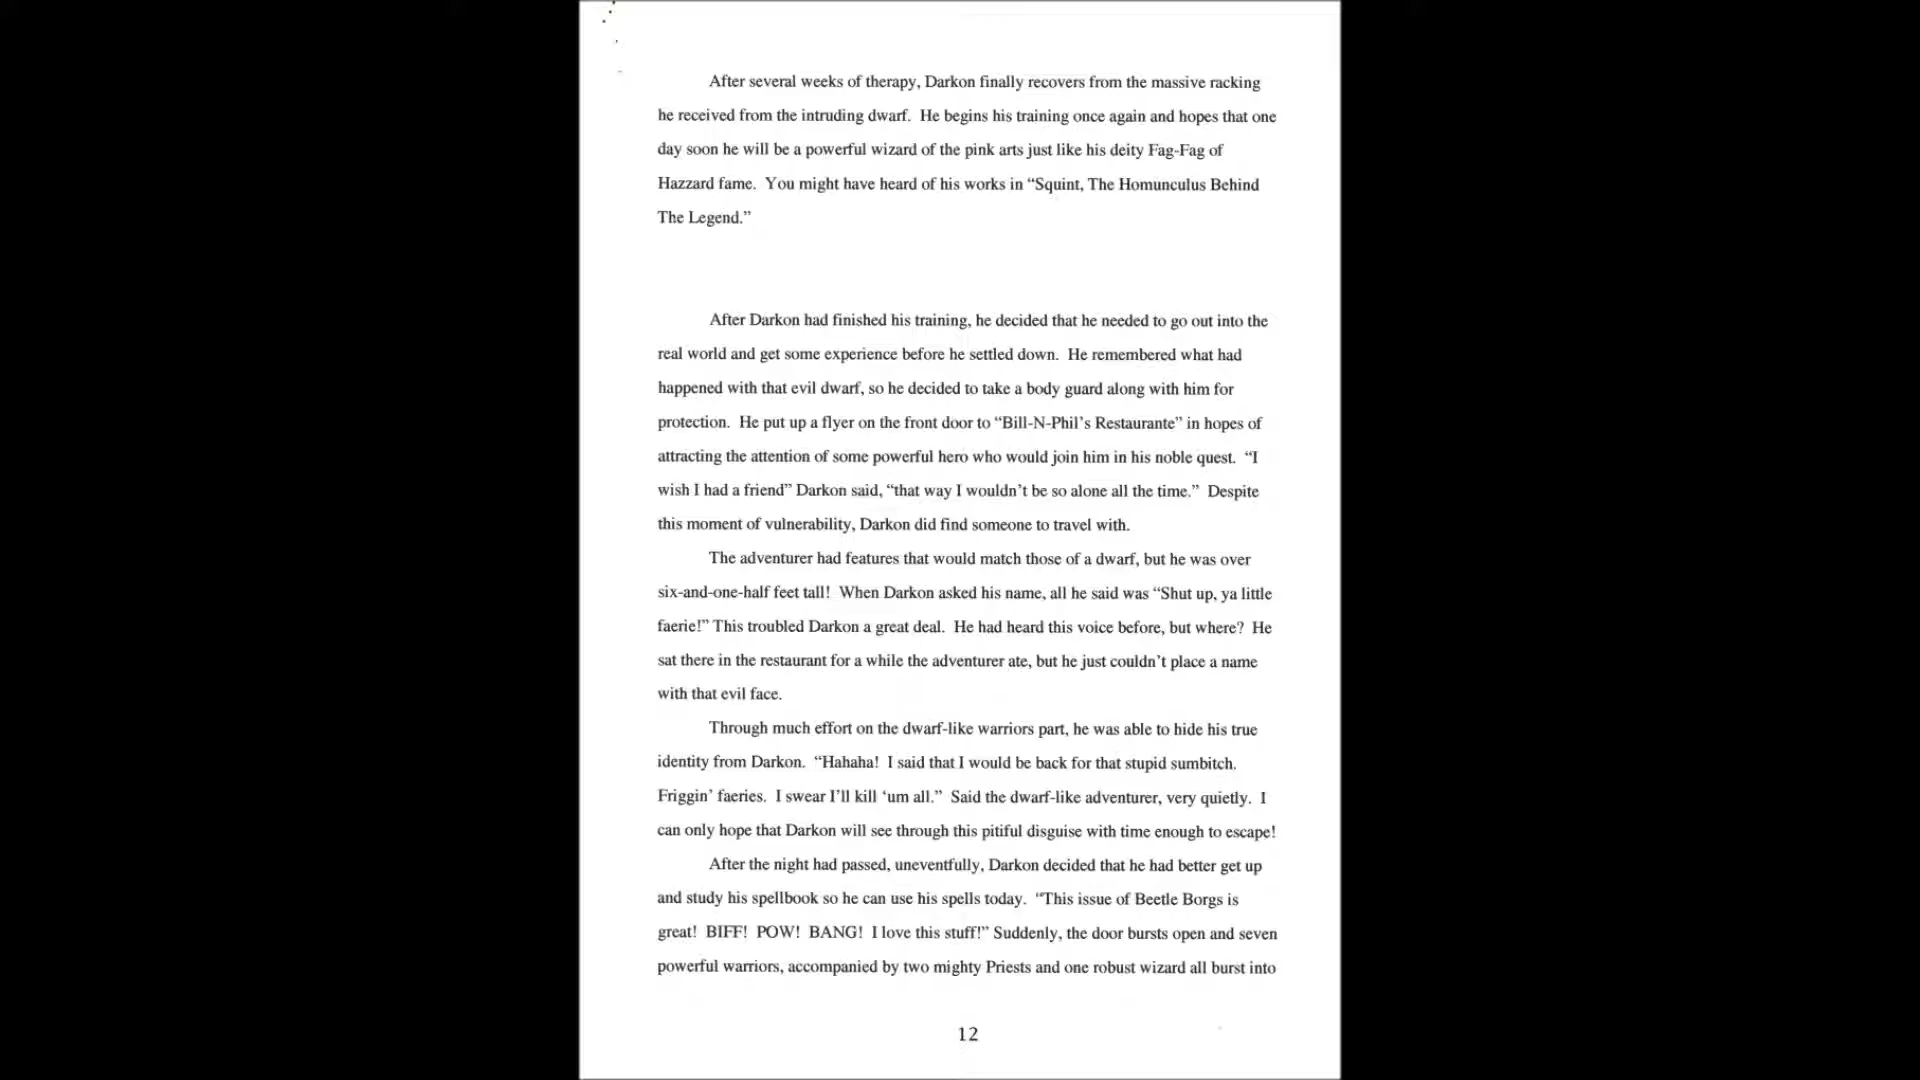 After several weeks of therapy, Darkon finally recovers from the massive racking
he received from the intruding dwarf.  He begins his training once again and hopes that one
day soon he will be a powerful wizard of the pink arts just like his deity Fag-Fag of
Hazzard fame.  You might have heard of his works in “Squint, The Homunculus Behind
The Legend.”
After Darkon had finished his training, he decided that he needed to go out into the
real world and get some experience before he settled down.  He remembered what had
happened with that evil dwarf, so he decided to take a body guard along with him for
protection.  He put up a flyer on the front door to “Bill-N-Phil’s Restaurante” in hopes of
attracting the attention of some powerful hero who would join him in his noble quest.  “I
wish I had a friend” Darkon said, “that way I wouldn’t be so alone all the time.”  Despite
this moment of vulnerability, Darkon did find someone to travel with.
The adventurer had features that would match those of a dwarf, but he was over
six-and-one-half feet tall!  When Darkon asked his name, all he said was “Shut up, ya little
faerie!” This troubled Darkon a great deal.  He had heard this voice before, but where?  He
sat there in the restaurant for a while the adventurer ate, but he just couldn’t place a name
with that evil face.
Through much effort on the dwarf-like warriors part, he was able to hide his true
identity from Darkon.  “Hahaha!  I said that I would be back for that stupid sumbitch.
Friggin’ faeries.  I swear I’ll kill ‘um all.”  Said the dwarf-like adventurer, very quietly.  I
can only hope that Darkon will see through this pitiful disguise with time enough to escape!
After the night had passed, uneventfully, Darkon decided that he had better get up
and study his spellbook so he can use his spells today.  “This issue of Beetle Borgs is
great!  BIFF!  POW!  BANG!  I love this stuff!” Suddenly, the door bursts open and seven
powerful warriors, accompanied by two mighty Priests and one robust wizard all burst into
12